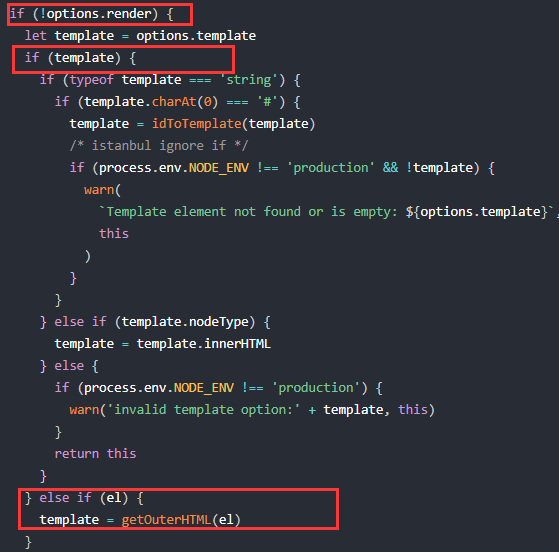 if (!options.render) {
let template = options.template
if (template) {
if (typeof template === 'string') {
if (template.charAt(0) === '#') {
template = idToTemplate(template)
/* istanbul ignore if */
if (process.env.NODE_ENV !== 'production' && !template) {
warn(
`Template element not found or is empty: ${options.template}`,
this
)
}
}
} else if (template.nodeType) {
template = template.innerHTML
} else {
if (process.env.NODE_ENV !== 'production') {
warn('invalid template option:' + template, this)
}
return this
}
} else if (el) {
template = getOuterHTML(el)
}